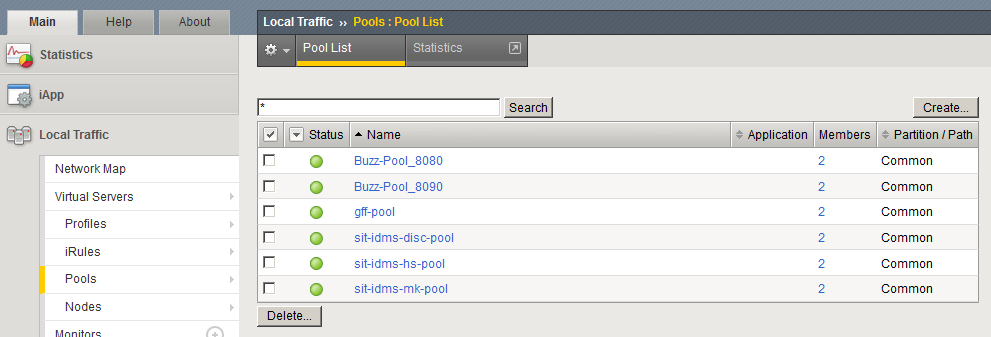 Main Help About
Statistics
iApp
Local Traffic
Network Map
Virtual Servers
Profiles
iRules
Pools
Nodes
Monitors
Local Traffic ›› Pools : Pool List
Pool List Statistics
* Search Create...
Status Name Application Members Partition / Path
Buzz-Pool_8080 2 Common
Buzz-Pool_8090 2 Common
gff-pool 2 Common
sit-idms-disc-pool 2 Common
sit-idms-hs-pool 2 Common
sit-idms-mk-pool 2 Common
Delete...